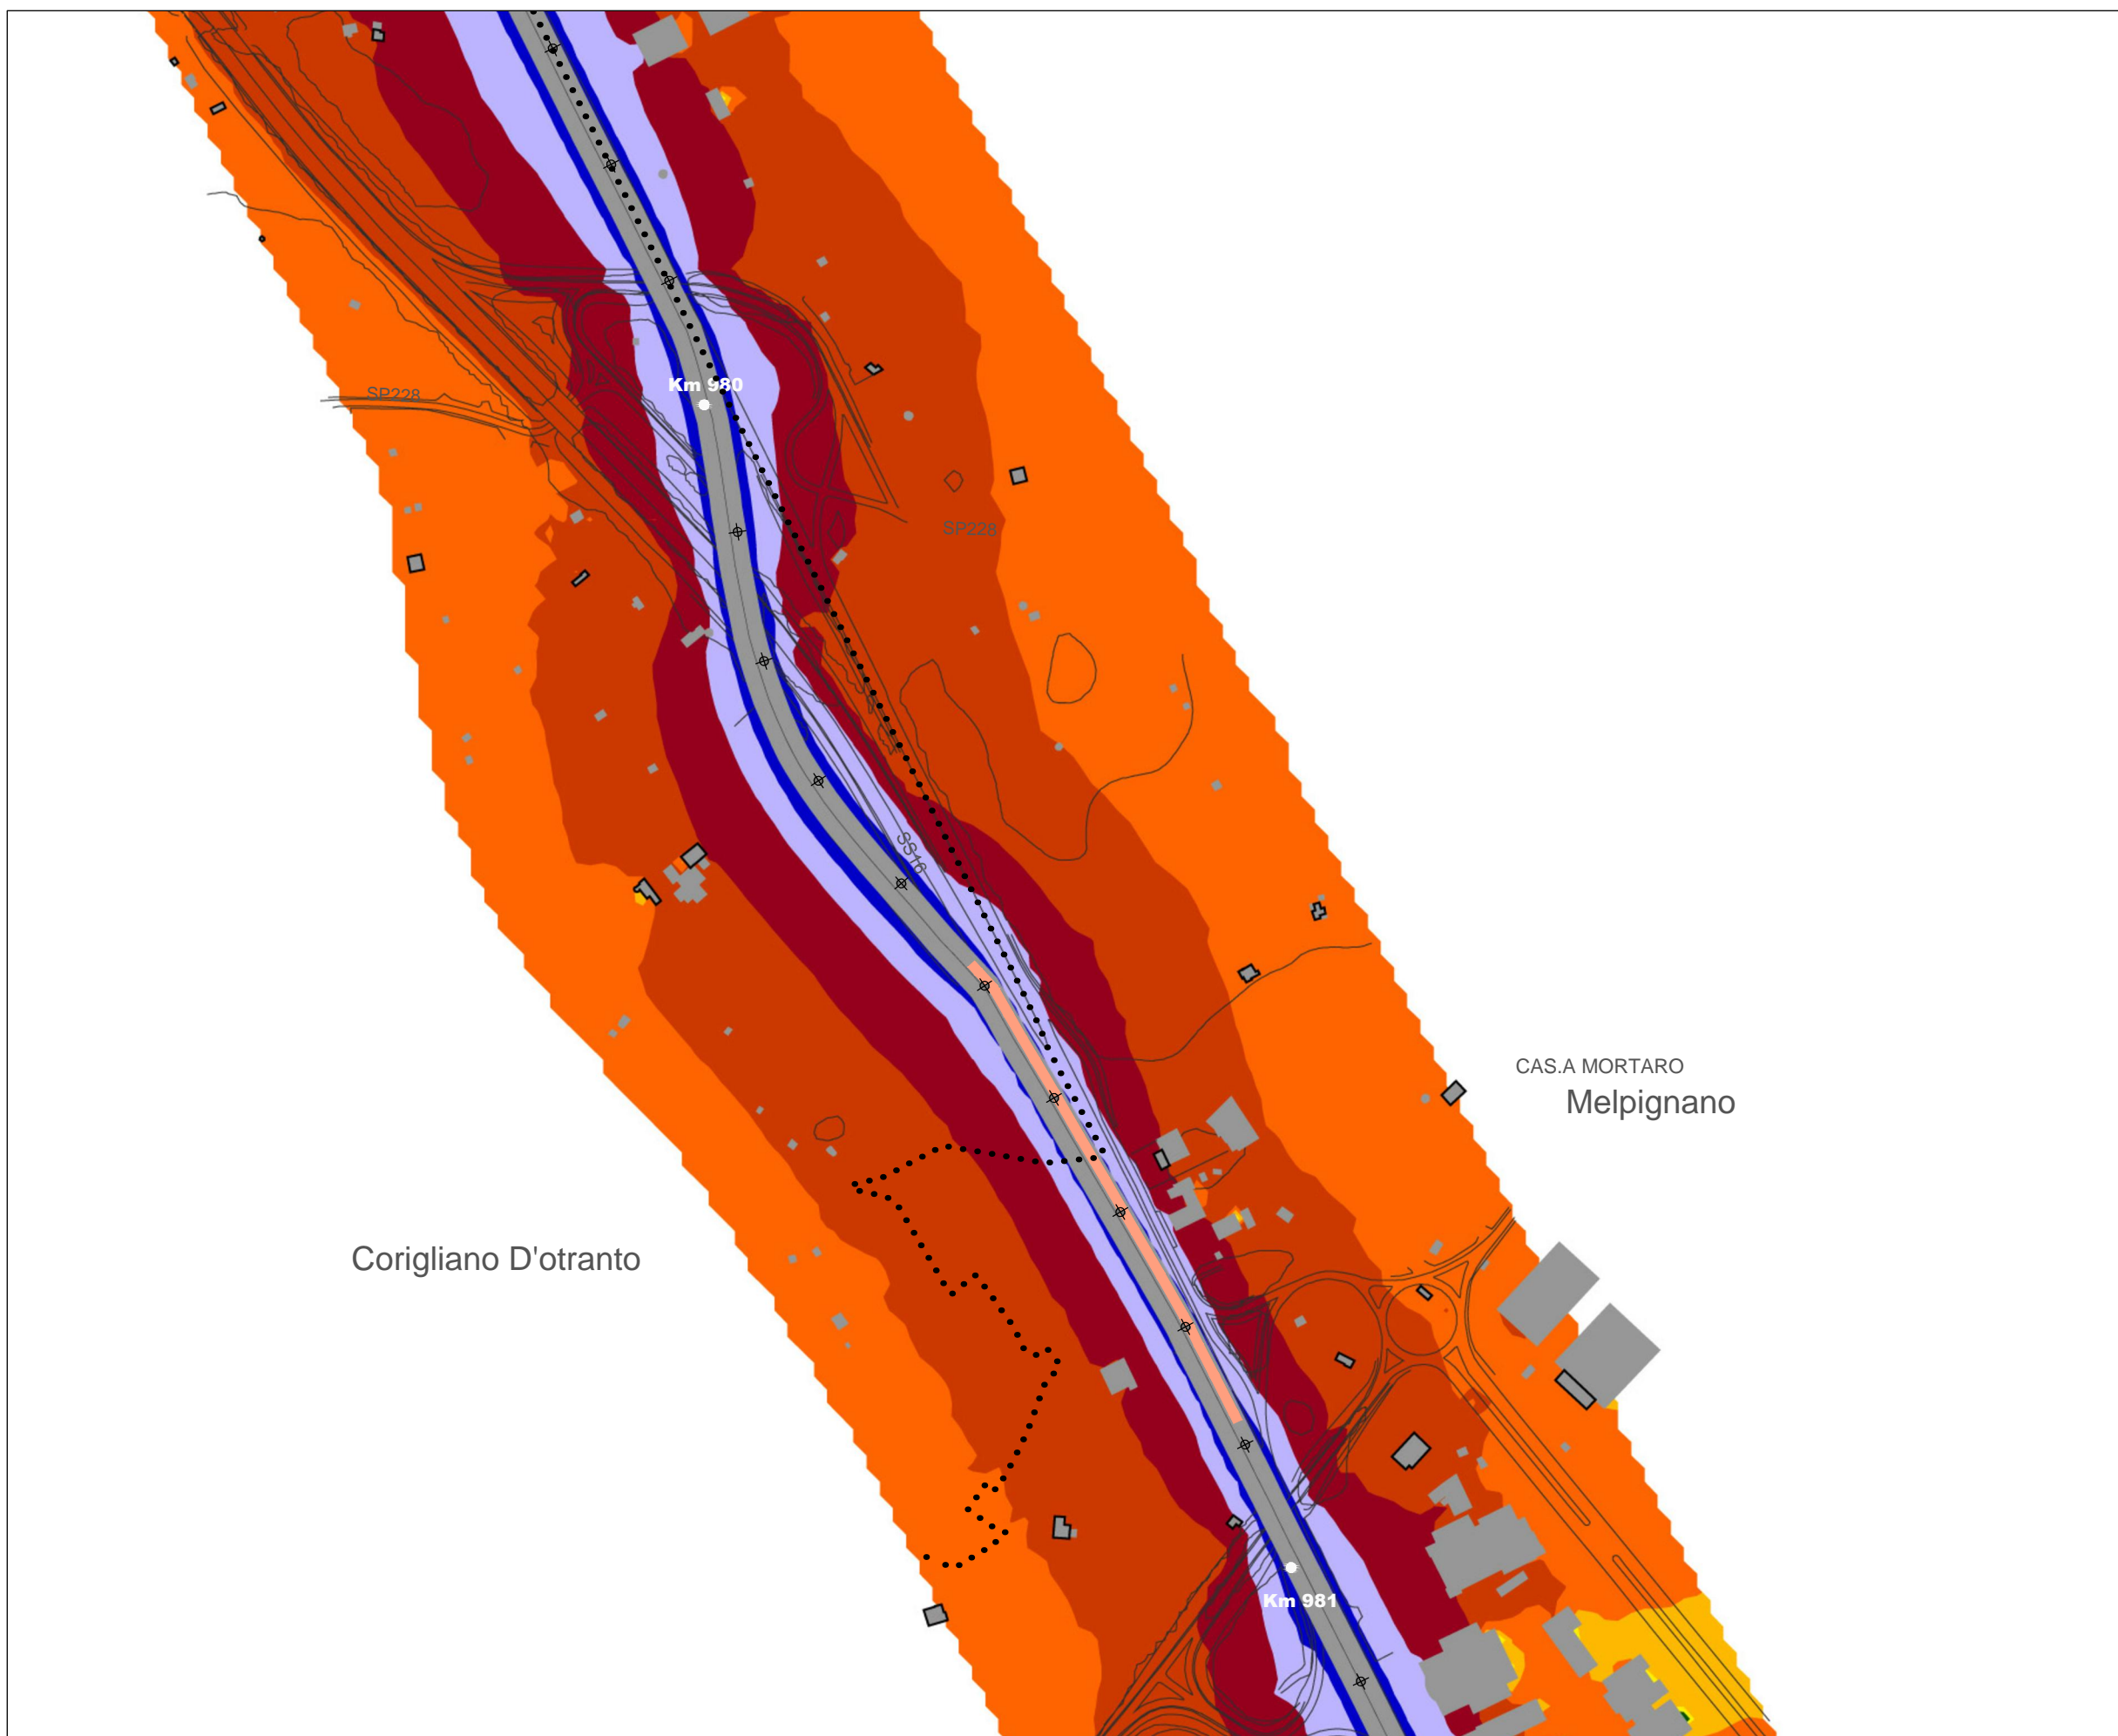 Km 980
SP228
SP228
SS16
CAS.A MORTARO
Melpignano
Corigliano D'otranto
Km 981